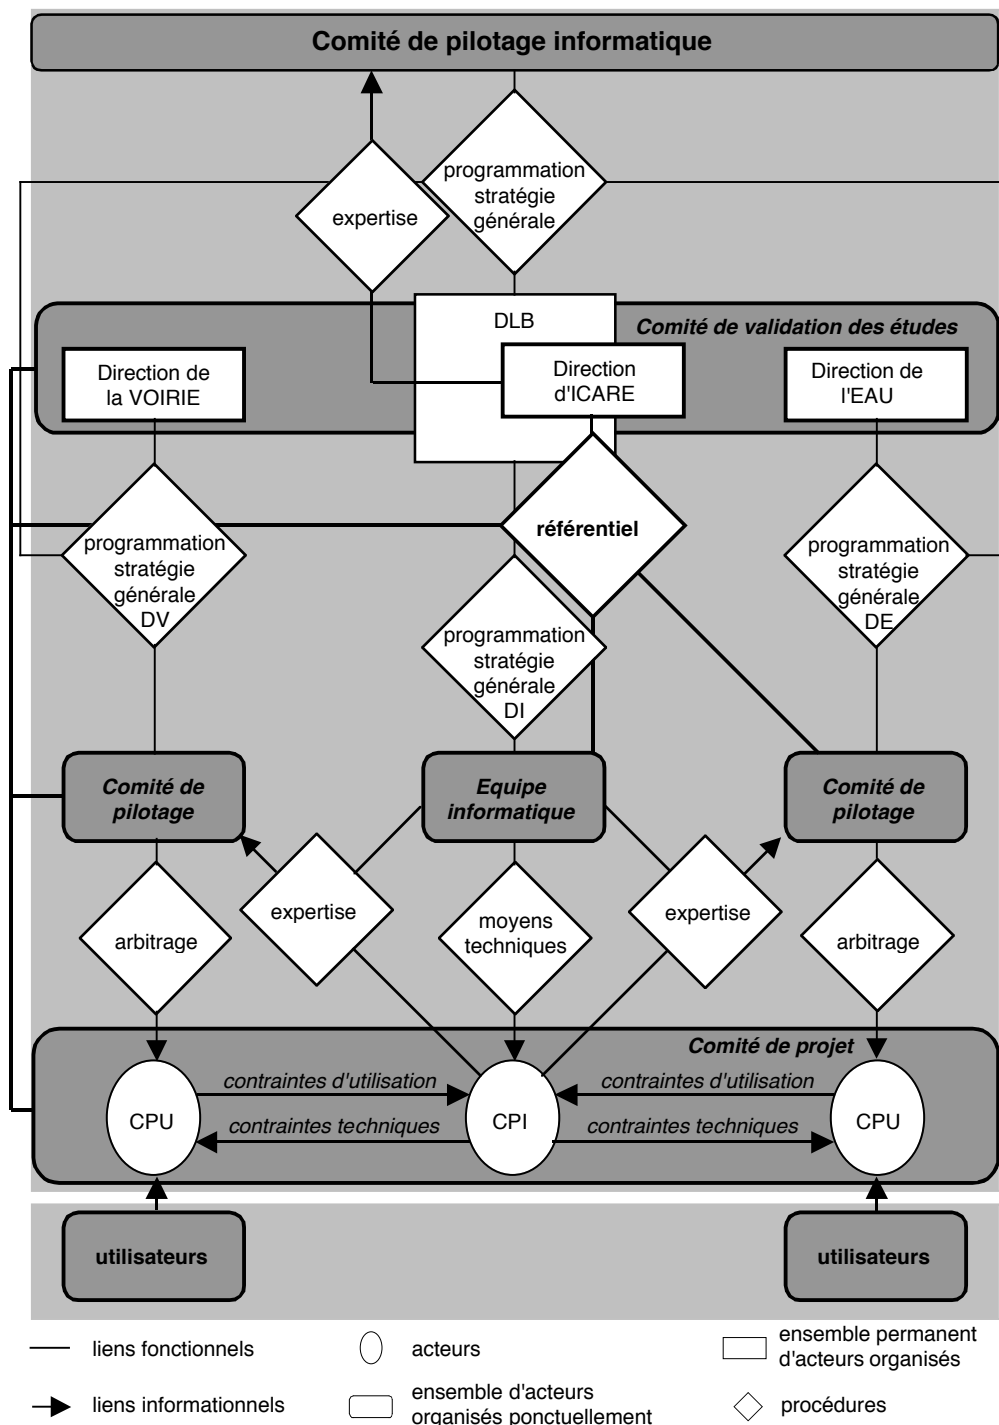 Comité de pilotage informatique
programmation
stratégie
générale
expertise
DLB
Comité de validation des études
Direction de
la VOIRIE
Direction
d'ICARE
Direction de
l'EAU
référentiel
programmation
stratégie
générale
DV
programmation
stratégie
générale
DE
programmation
stratégie
générale
DI
Comité de
pilotage
Equipe
informatique
Comité de
pilotage
expertise
moyens
techniques
expertise
arbitrage
arbitrage
Comité de projet
contraintes d'utilisation
contraintes d'utilisation
CPU
CPI
CPU
contraintes techniques
contraintes techniques
utilisateurs
utilisateurs
liens fonctionnels
acteurs
ensemble permanent
d'acteurs organisés
liens informationnels
ensemble d'acteurs
organisés ponctuellement
procédures